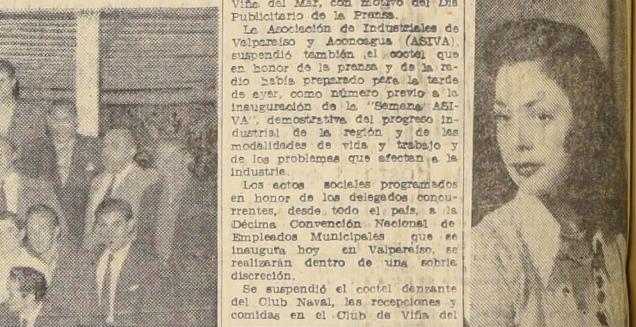 Viña del Mar, con motivo del Día
Publicitario de la Prensa.
La Asociación de Industriales de
Valparaíso y Aconcagua (ASIVA),
suspendió también el coctel que
en honor de la prensa y de la ra-
dio había preparado para la tarde
de ayer, como número previo a la
inauguración de la "Semana ASI-
VA", demostrativa del progreso in-
dustrial de la región y de las
modalidades de vida y trabajo y
de los problemas que afectan a la
industria.
Los actos sociales programados
en honor de los delegados concu-
rrentes, desde todo el país, a la
Décima Convención Nacional de
Empleados Municipales que se
inaugura hoy en Valparaíso, se
realizarán dentro de una sobria
discreción.
Se suspendió el coctel danzante
del Club Naval, las recepciones y
comidas en el Club de Viña del